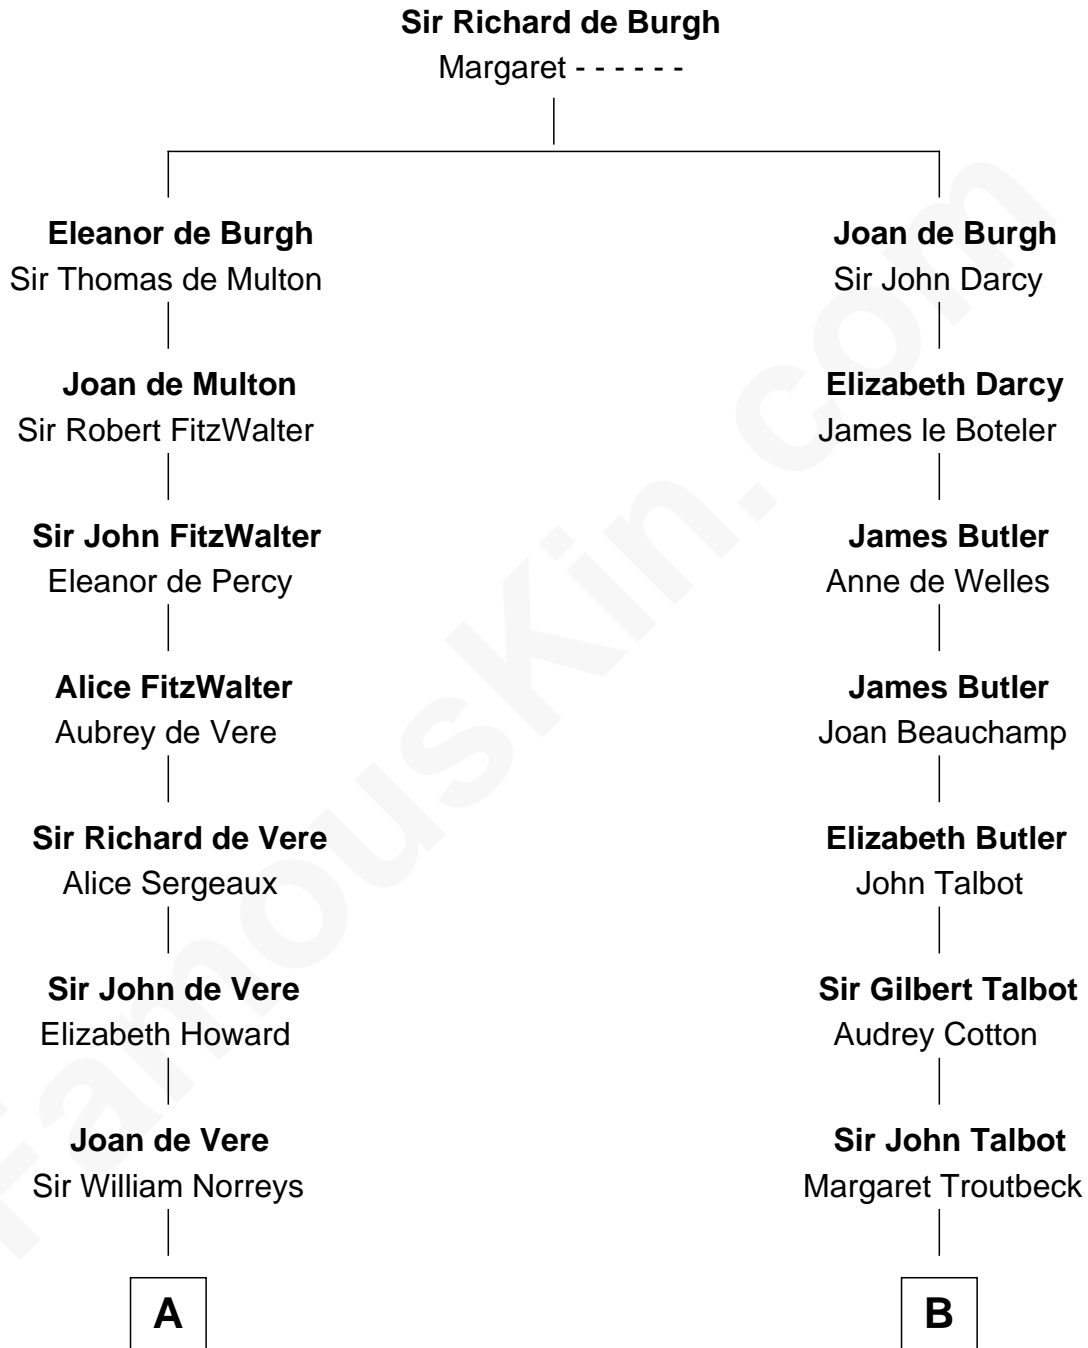 Sir Richard de Burgh
Margaret - - - - - -
Eleanor de Burgh
Sir Thomas de Multon
Joan de Burgh
Sir John Darcy
Joan de Multon
Sir Robert FitzWalter
Elizabeth Darcy
James le Boteler
Sir John FitzWalter
Eleanor de Percy
James Butler
Anne de Welles
Alice FitzWalter
Aubrey de Vere
James Butler
Joan Beauchamp
Sir Richard de Vere
Alice Sergeaux
Elizabeth Butler
John Talbot
Sir John de Vere
Elizabeth Howard
Sir Gilbert Talbot
Audrey Cotton
Joan de Vere
Sir William Norreys
Sir John Talbot
Margaret Troutbeck
A
B
FamousKin.com